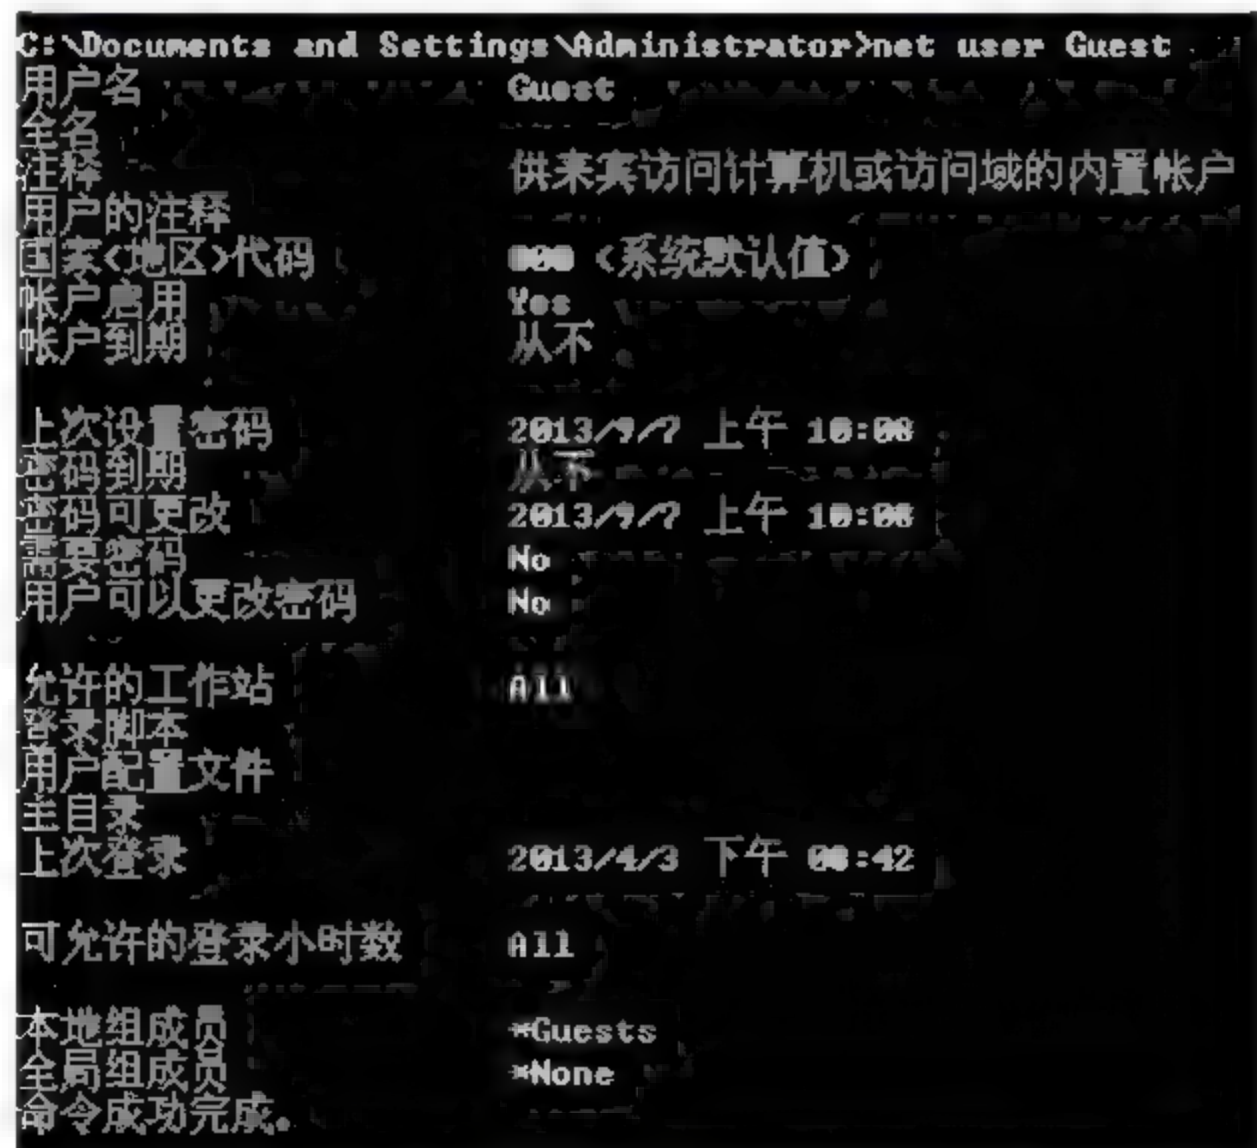 C:\Documents and Settings\Administrator>net user Guest
用户名 Guest
全名
注释 供来宾访问计算机或访问域的内置帐户
用户的注释
国家<地区>代码 000 <系统默认值>
帐户启用 Yes
帐户到期 从不
上次设置密码 2013/9/7 上午 10:08
密码到期 从不
密码可更改 2013/9/7 上午 10:08
需要密码 No
用户可以更改密码 No
允许的工作站 All
登录脚本
用户配置文件
主目录
上次登录 2013/4/3 下午 08:42
可允许的登录小时数 All
本地组成员 *Guests
全局组成员 *None
命令成功完成。